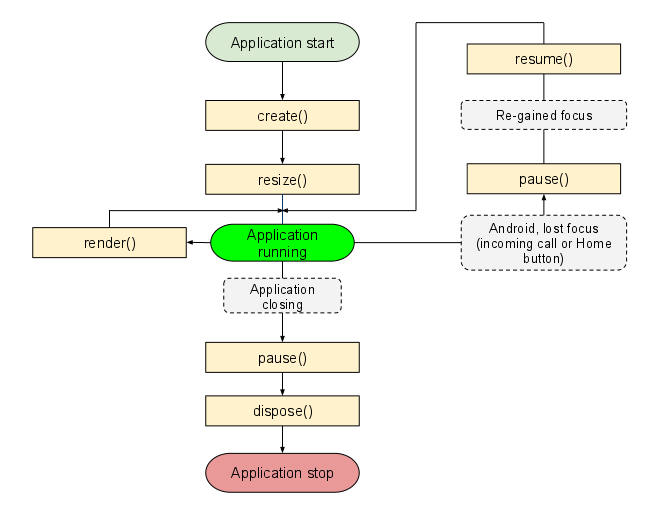 Application start
resume()
create()
Re-gained focus
resize()
pause()
render()
Application
running
Android, lost focus
(incoming call or Home
button)
Application
closing
pause()
dispose()
Application stop